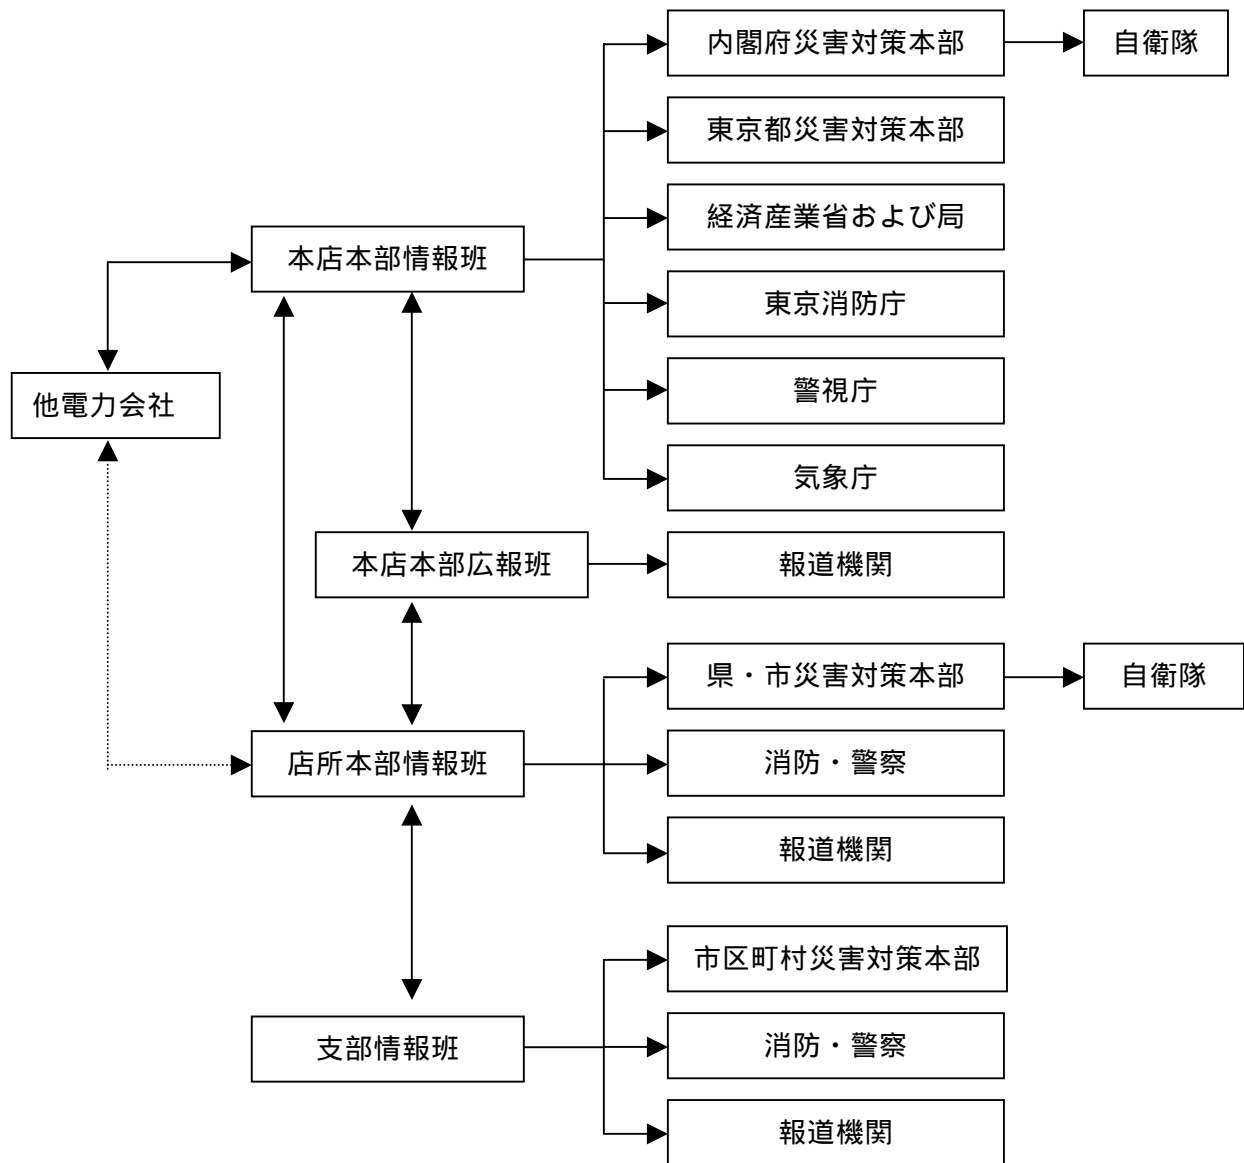 内閣府災害対策本部
自衛隊
東京都災害対策本部
経済産業省および局
本店本部情報班
東京消防庁
他電力会社
警視庁
気象庁
本店本部広報班
報道機関
県・市災害対策本部
自衛隊
店所本部情報班
消防・警察
報道機関
市区町村災害対策本部
支部情報班
消防・警察
報道機関